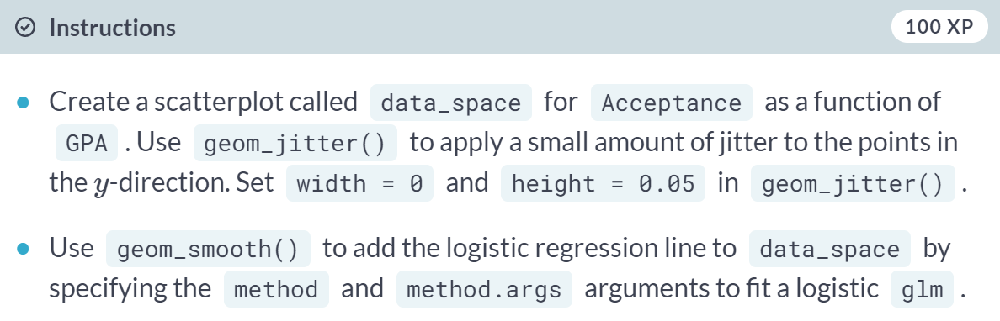 Instructions 100 XP
Create a scatterplot called data_space for Acceptance as a function of
GPA . Use geom_jitter() to apply a small amount of jitter to the points in
the y-direction. Set width = 0 and height = 0.05 in geom_jitter() .
Use geom_smooth() to add the logistic regression line to data_space by
specifying the method and method.args arguments to fit a logistic glm .